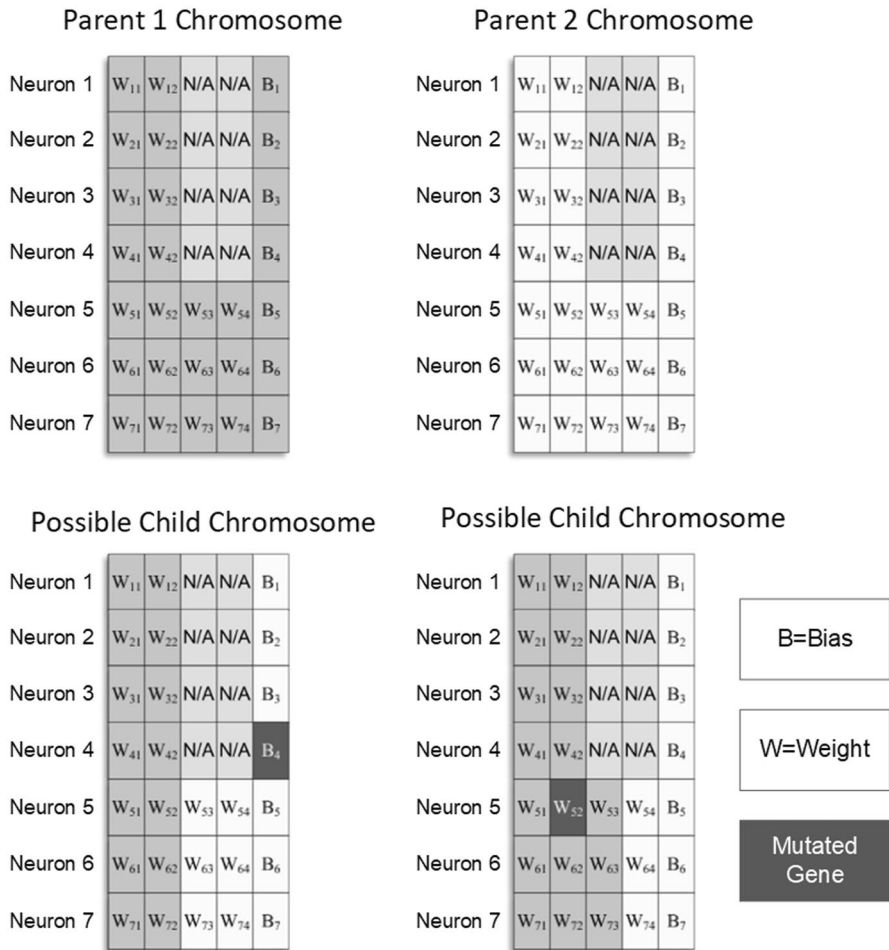 Parent 1 Chromosome
Neuron 1 W11 W12 N/A N/A B1
Neuron 2 W21 W22 N/A N/A B2
Neuron 3 W31 W32 N/A N/A B3
Neuron 4 W41 W42 N/A N/A B4
Neuron 5 W51 W52 W53 W54 B5
Neuron 6 W61 W62 W63 W64 B6
Neuron 7 W71 W72 W73 W74 B7
Parent 2 Chromosome
Neuron 1 W11 W12 N/A N/A B1
Neuron 2 W21 W22 N/A N/A B2
Neuron 3 W31 W32 N/A N/A B3
Neuron 4 W41 W42 N/A N/A B4
Neuron 5 W51 W52 W53 W54 B5
Neuron 6 W61 W62 W63 W64 B6
Neuron 7 W71 W72 W73 W74 B7
Possible Child Chromosome
Neuron 1 W11 W12 N/A N/A B1
Neuron 2 W21 W22 N/A N/A B2
Neuron 3 W31 W32 N/A N/A B3
Neuron 4 W41 W42 N/A N/A B4
Neuron 5 W51 W52 W53 W54 B5
Neuron 6 W61 W62 W63 W64 B6
Neuron 7 W71 W72 W73 W74 B7
Possible Child Chromosome
Neuron 1 W11 W12 N/A N/A B1
Neuron 2 W21 W22 N/A N/A B2
Neuron 3 W31 W32 N/A N/A B3
Neuron 4 W41 W42 N/A N/A B4
Neuron 5 W51 W52 W53 W54 B5
Neuron 6 W61 W62 W63 W64 B6
Neuron 7 W71 W72 W73 W74 B7
B=Bias
W=Weight
Mutated
Gene